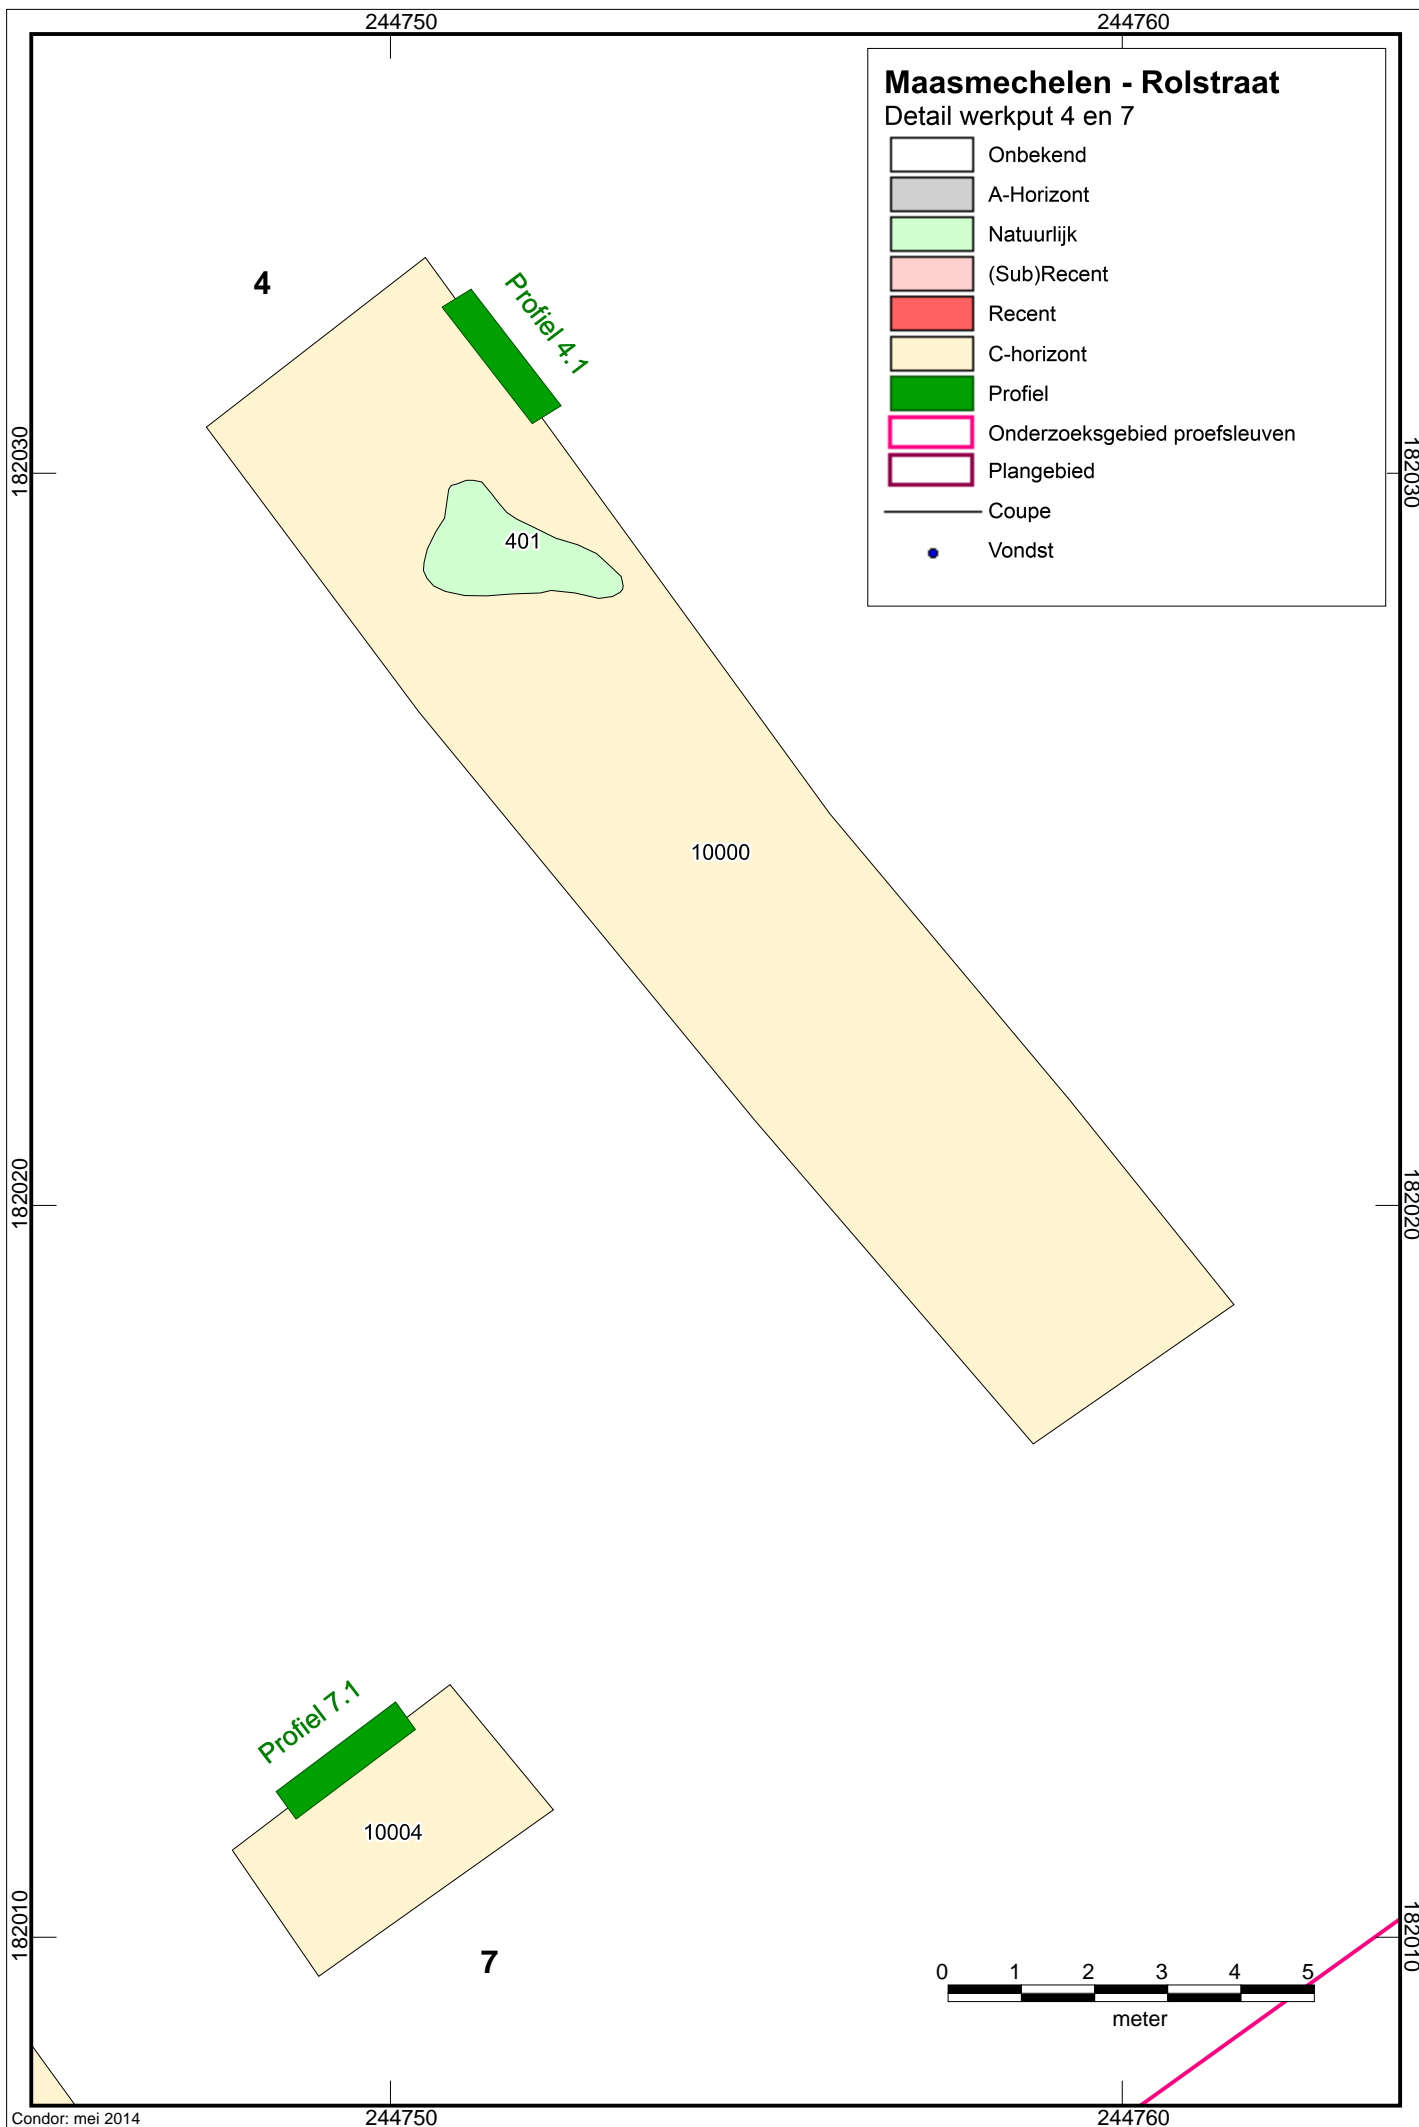 244750
244760
Maasmechelen - Rolstraat
Detail werkput 4 en 7
Onbekend
A-Horizont
Natuurlijk
(Sub)Recent
Recent
C-horizont
Profiel
Onderzoeksgebied proefsleuven
Plangebied
Coupe
Vondst
4
Profiel 4.1
182030
182030
401
10000
182020
182020
Profiel 7.1
10004
7
182010
182010
0 1 2 3 4 5
meter
Condor: mei 2014
244750
244760